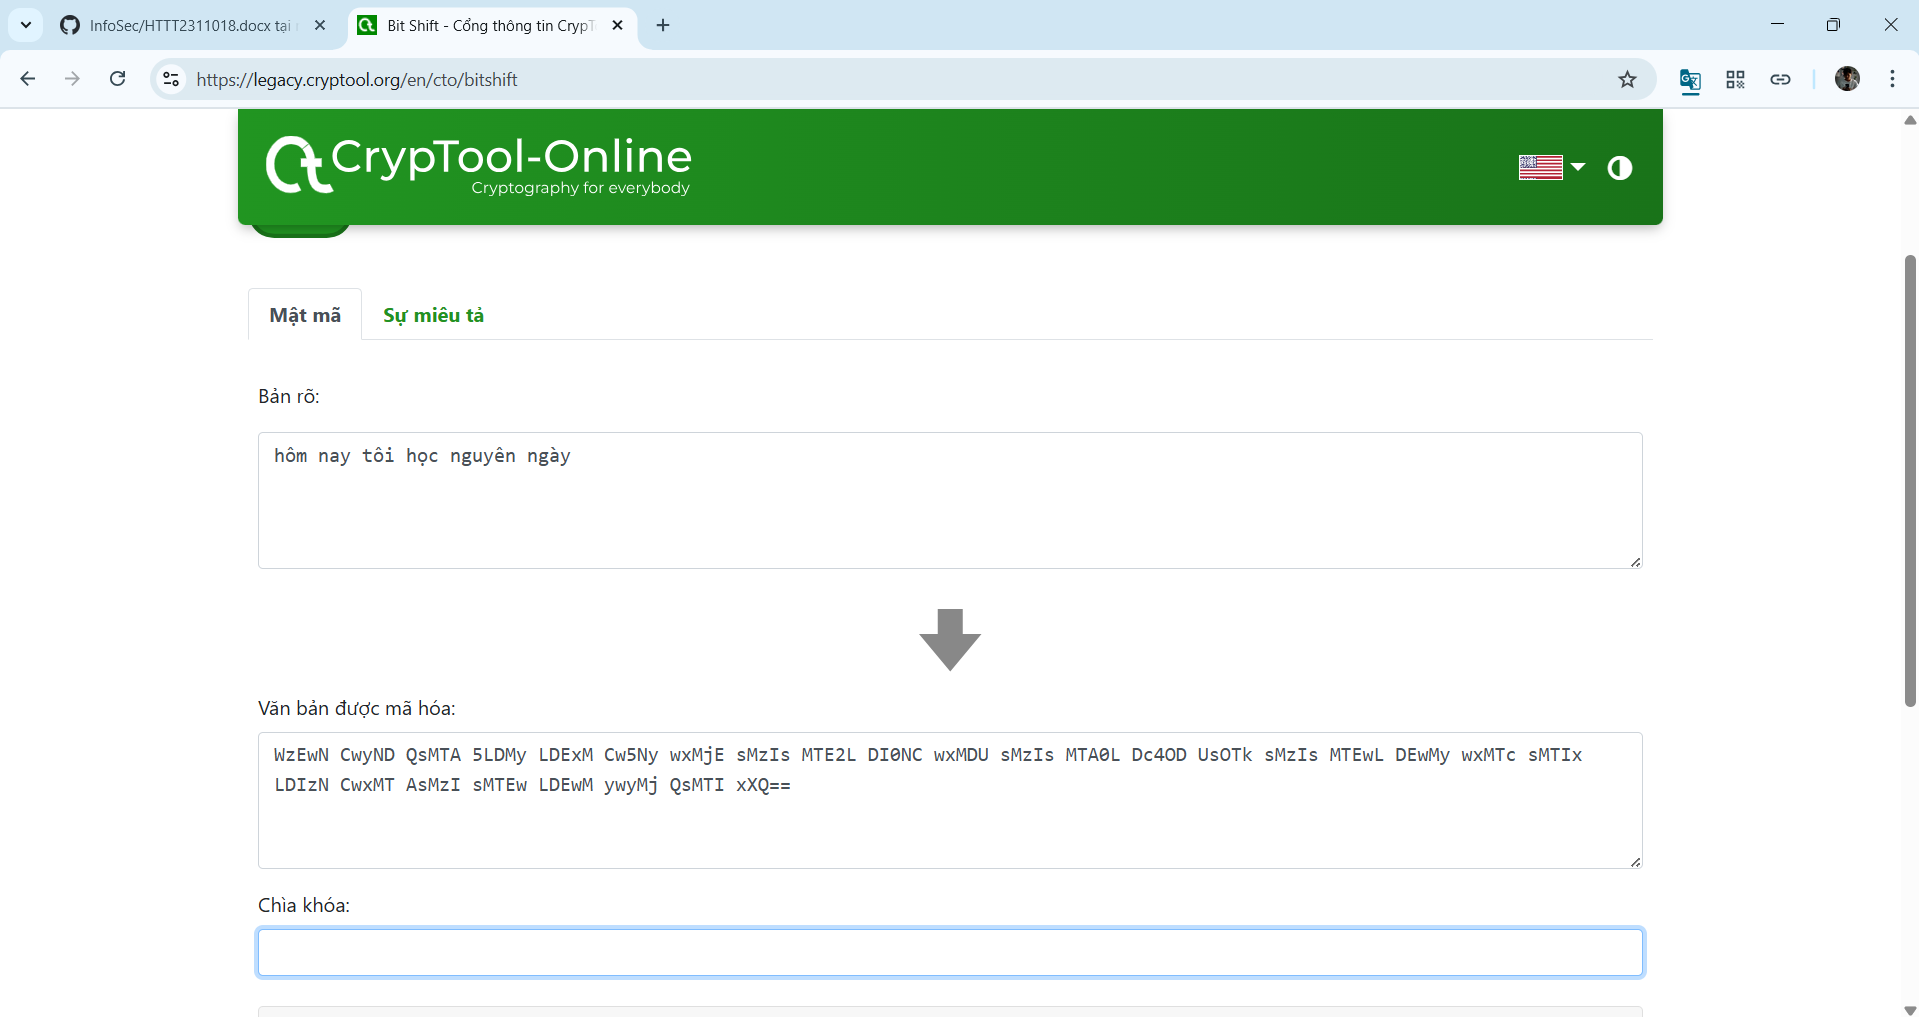 InfoSec/HTTT2311018.docx tại
Bit Shift - Cổng thông tin CrypT
https://legacy.cryptool.org/en/cto/bitshift
CrypTool-Online
Cryptography for everybody
Mật mã
Sự miêu tả
Bản rõ:
hôm nay tôi học nguyên ngày
Văn bản được mã hóa:
WzEwN CwyND QsMTA 5LDMy LDExM Cw5Ny wxMjE sMzIs MTE2L DI0NC wxMDU sMzIs MTA0L Dc4OD UsOTk sMzIs MTEwL DEwMy wxMTc sMTIx
LDIzN CwxMT AsMzI sMTEw LDEwM ywyMj QsMTI xXQ==
Chìa khóa: